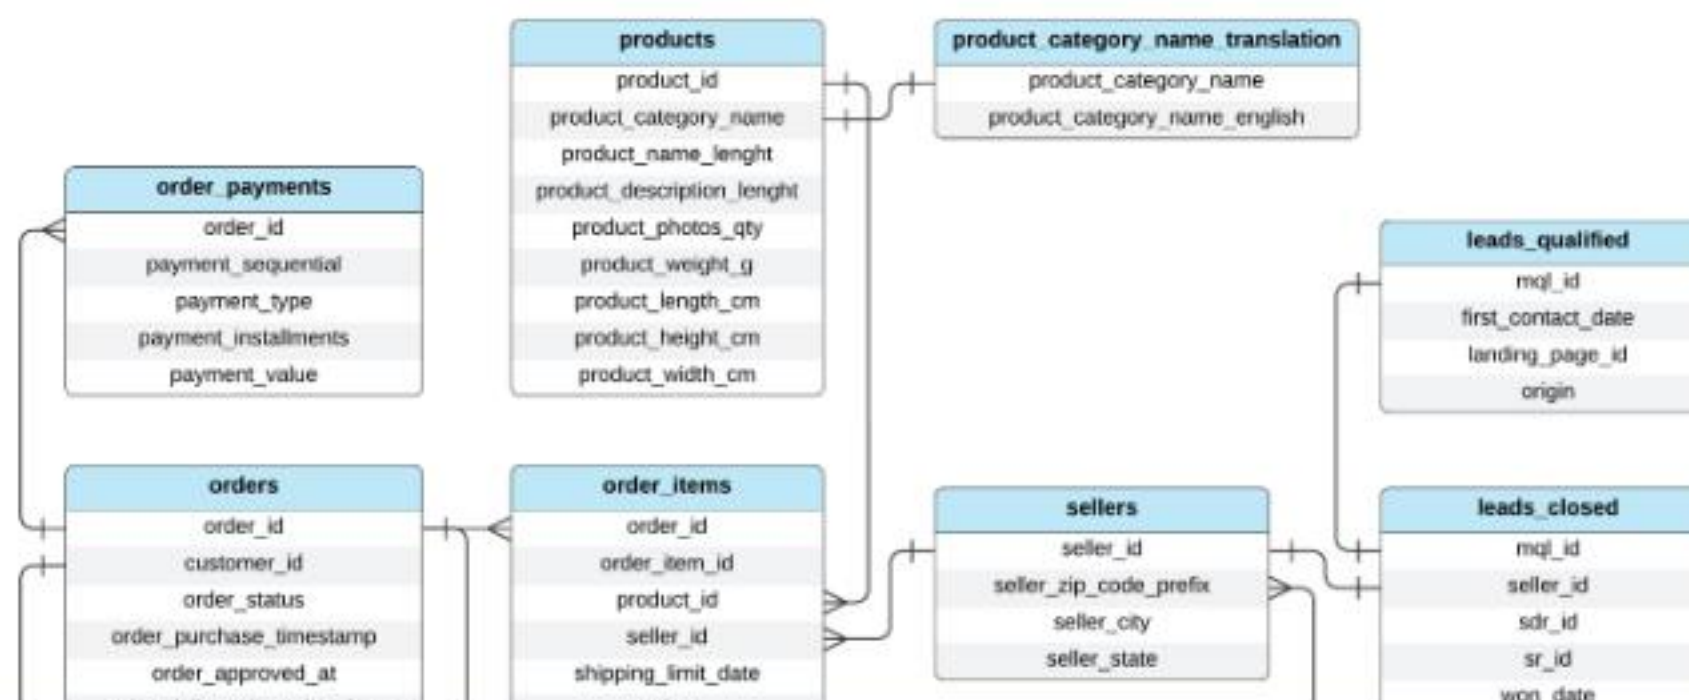 products
product_id
product_category_name
product_name_lenght
product_description_lenght
product_photos_qty
product_weight_g
product_length_cm
product_height_cm
product_width_cm
product_category_name_translation
product_category_name
product_category_name_english
order_payments
order_id
payment_sequential
payment_type
payment_installments
payment_value
leads_qualified
mql_id
first_contact_date
landing_page_id
origin
orders
order_id
customer_id
order_status
order_purchase_timestamp
order_approved_at
order_items
order_id
order_item_id
product_id
seller_id
shipping_limit_date
sellers
seller_id
seller_zip_code_prefix
seller_city
seller_state
leads_closed
mql_id
seller_id
sdr_id
sr_id
won_date